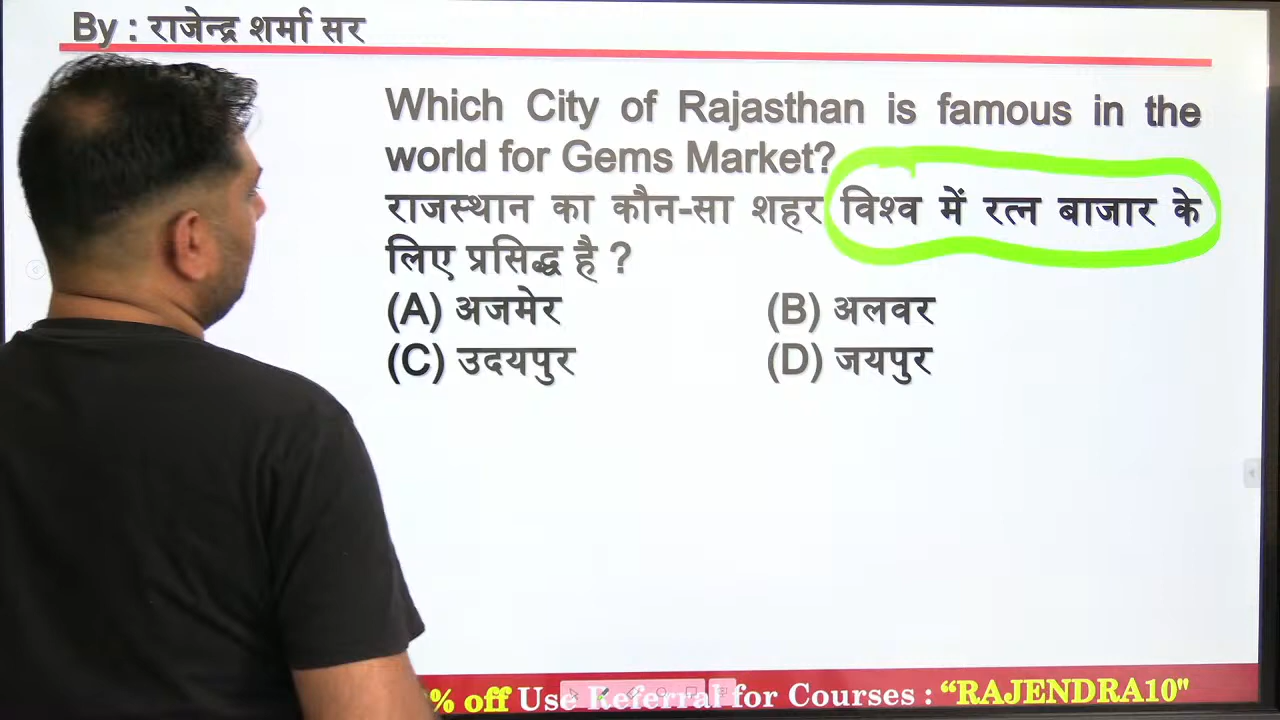 By : राजेन्द्र शर्मा सर
Which City of Rajasthan is famous in the
world for Gems Market?
राजस्थान का कौन-सा शहर विश्व में रत्न बाजार के
लिए प्रसिद्ध है ?
(A) अजमेर (B) अलवर
(C) उदयपुर (D) जयपुर
% off Use Referral for Courses : “RAJENDRA10"